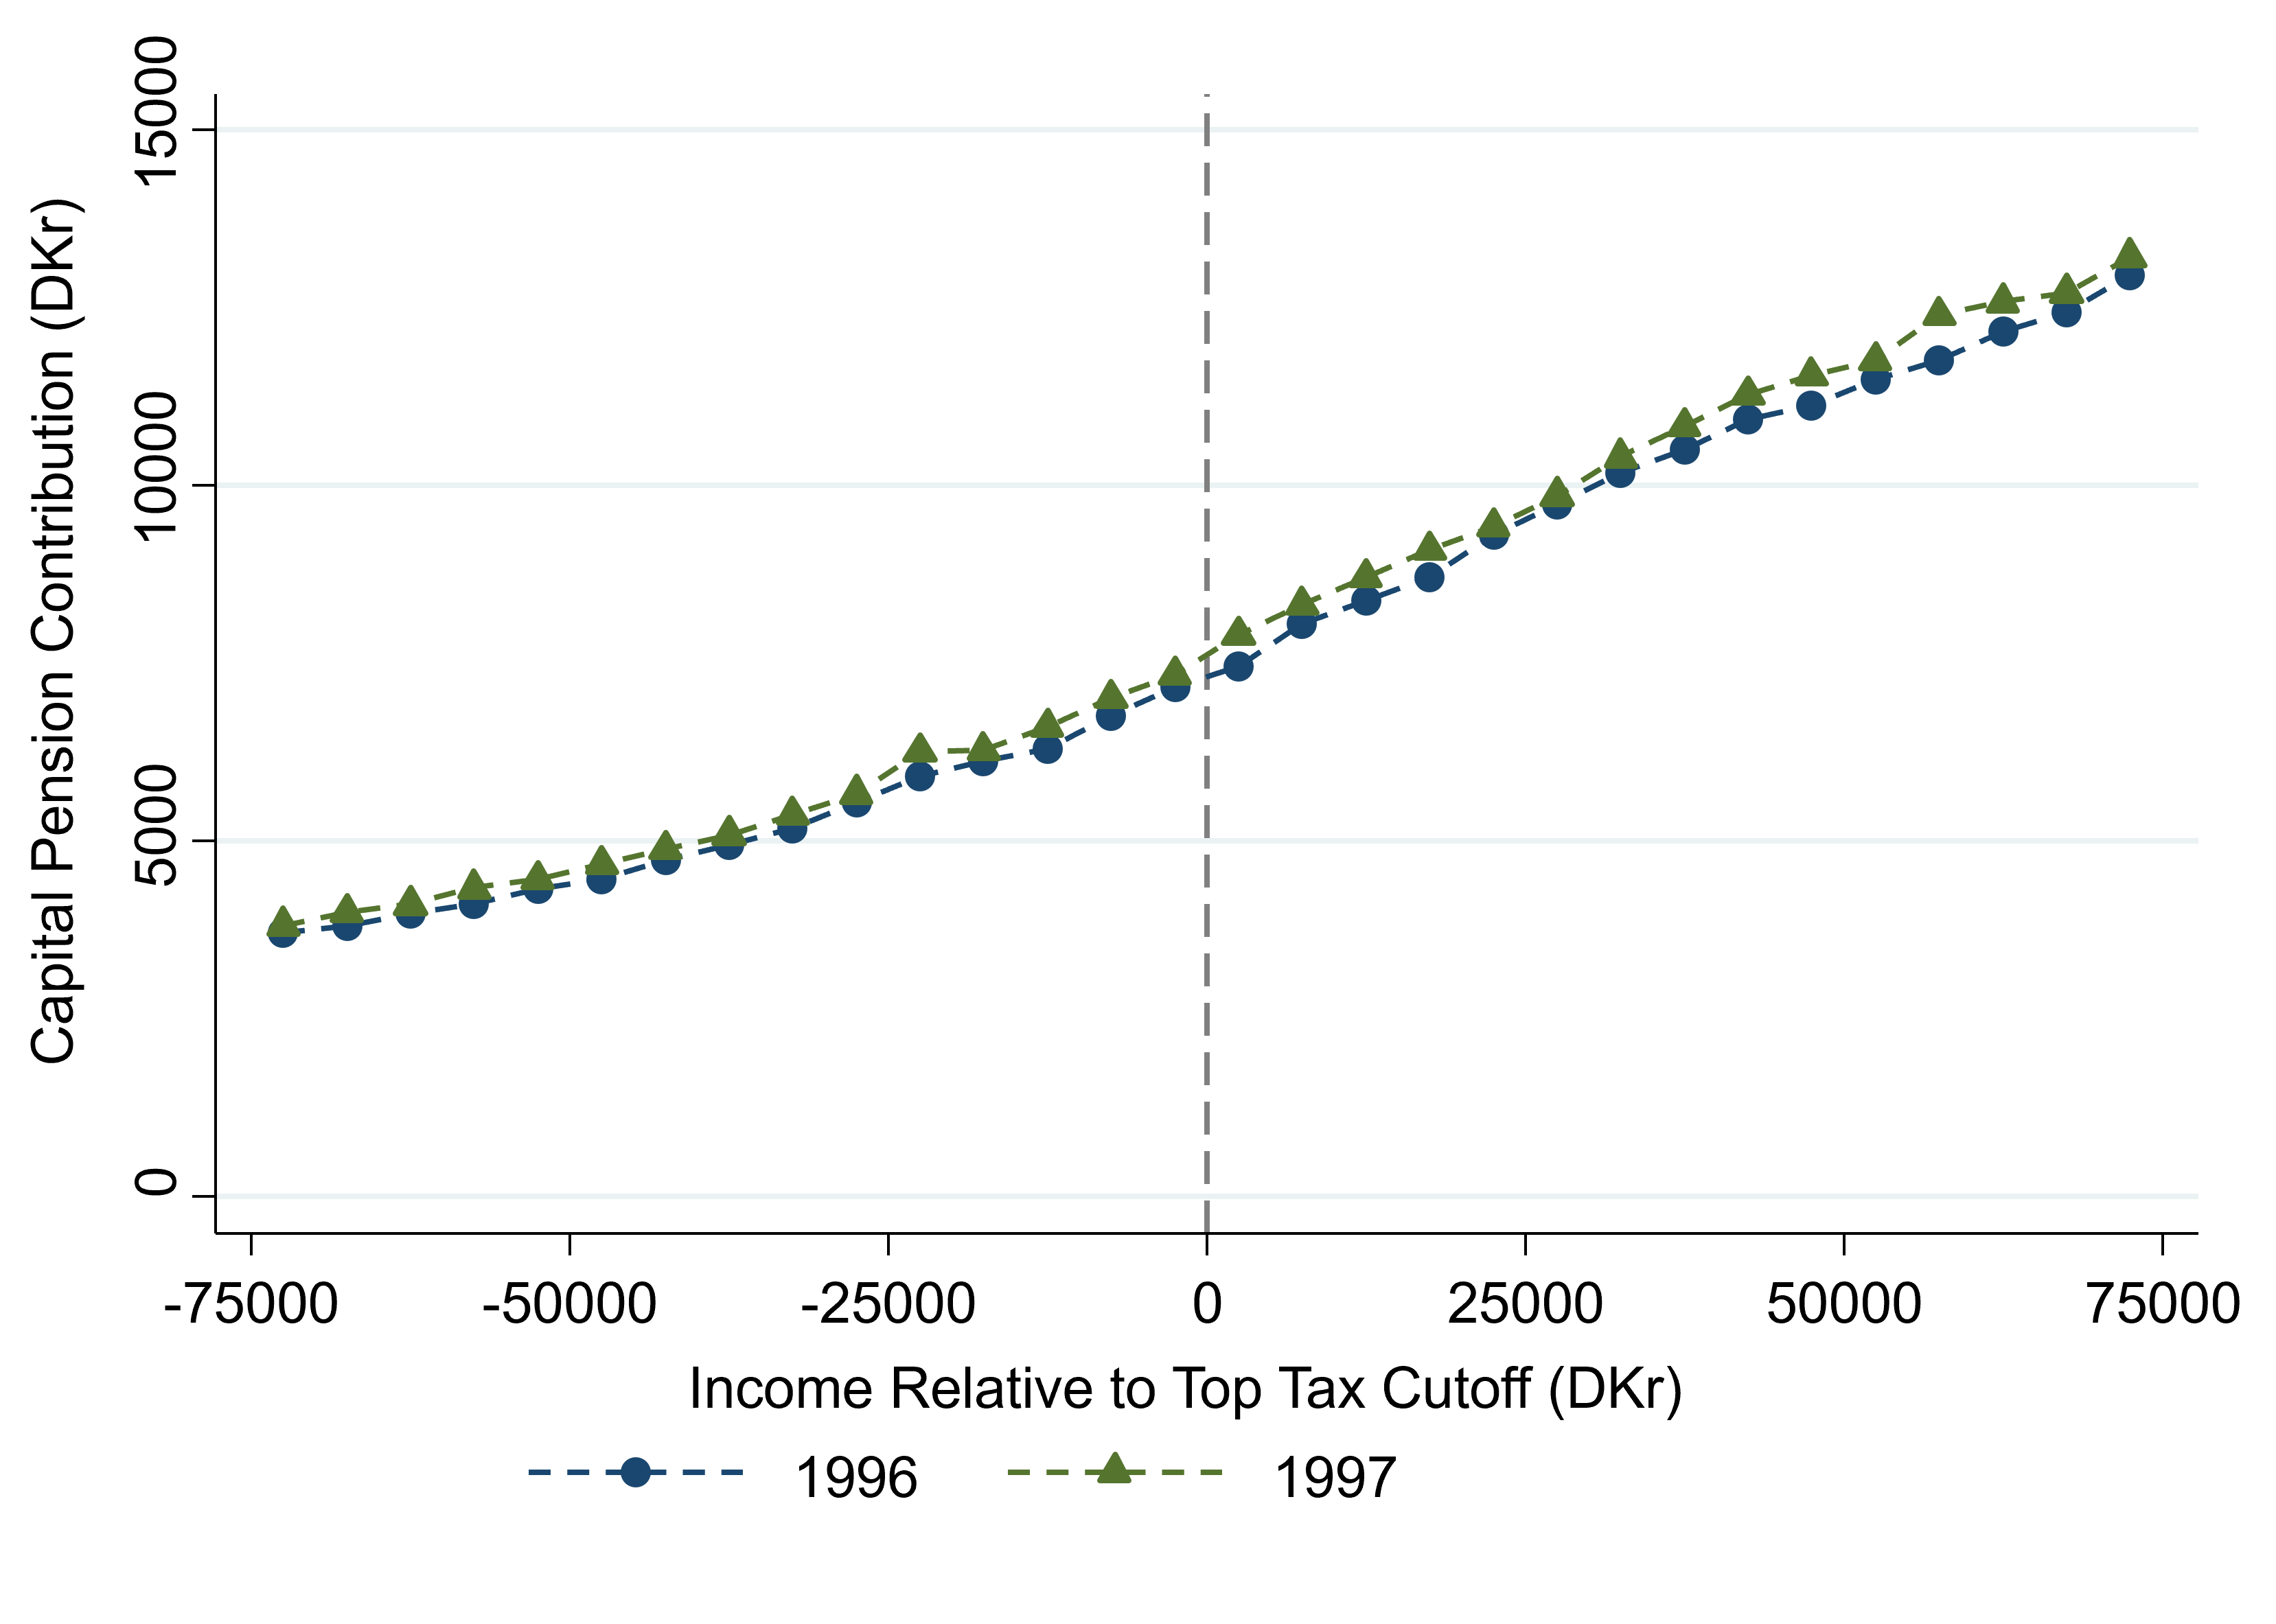 Capital Pension Contribution (DKr)
15000
10000
5000
0
-75000 -50000 -25000 0 25000 50000 75000
Income Relative to Top Tax Cutoff (DKr)
1996 1997